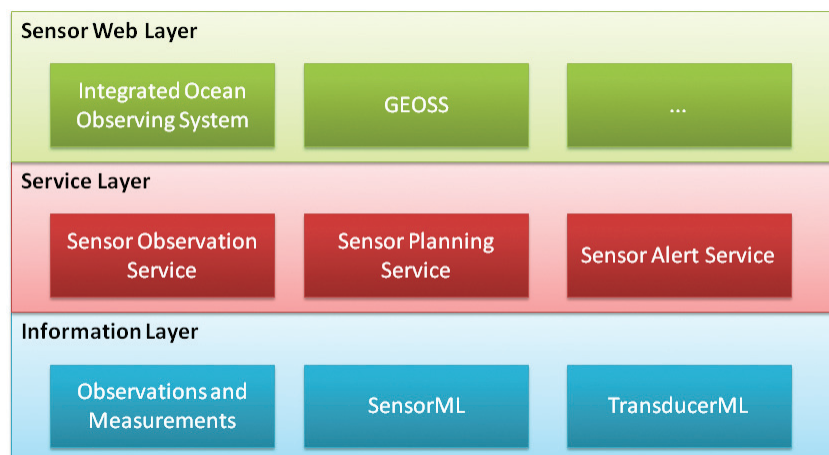 Sensor Web Layer
Integrated Ocean
Observing System
GEOSS
...
Service Layer
Sensor Observation
Service
Sensor Planning
Service
Sensor Alert Service
Information Layer
Observations and
Measurements
SensorML
TransducerML